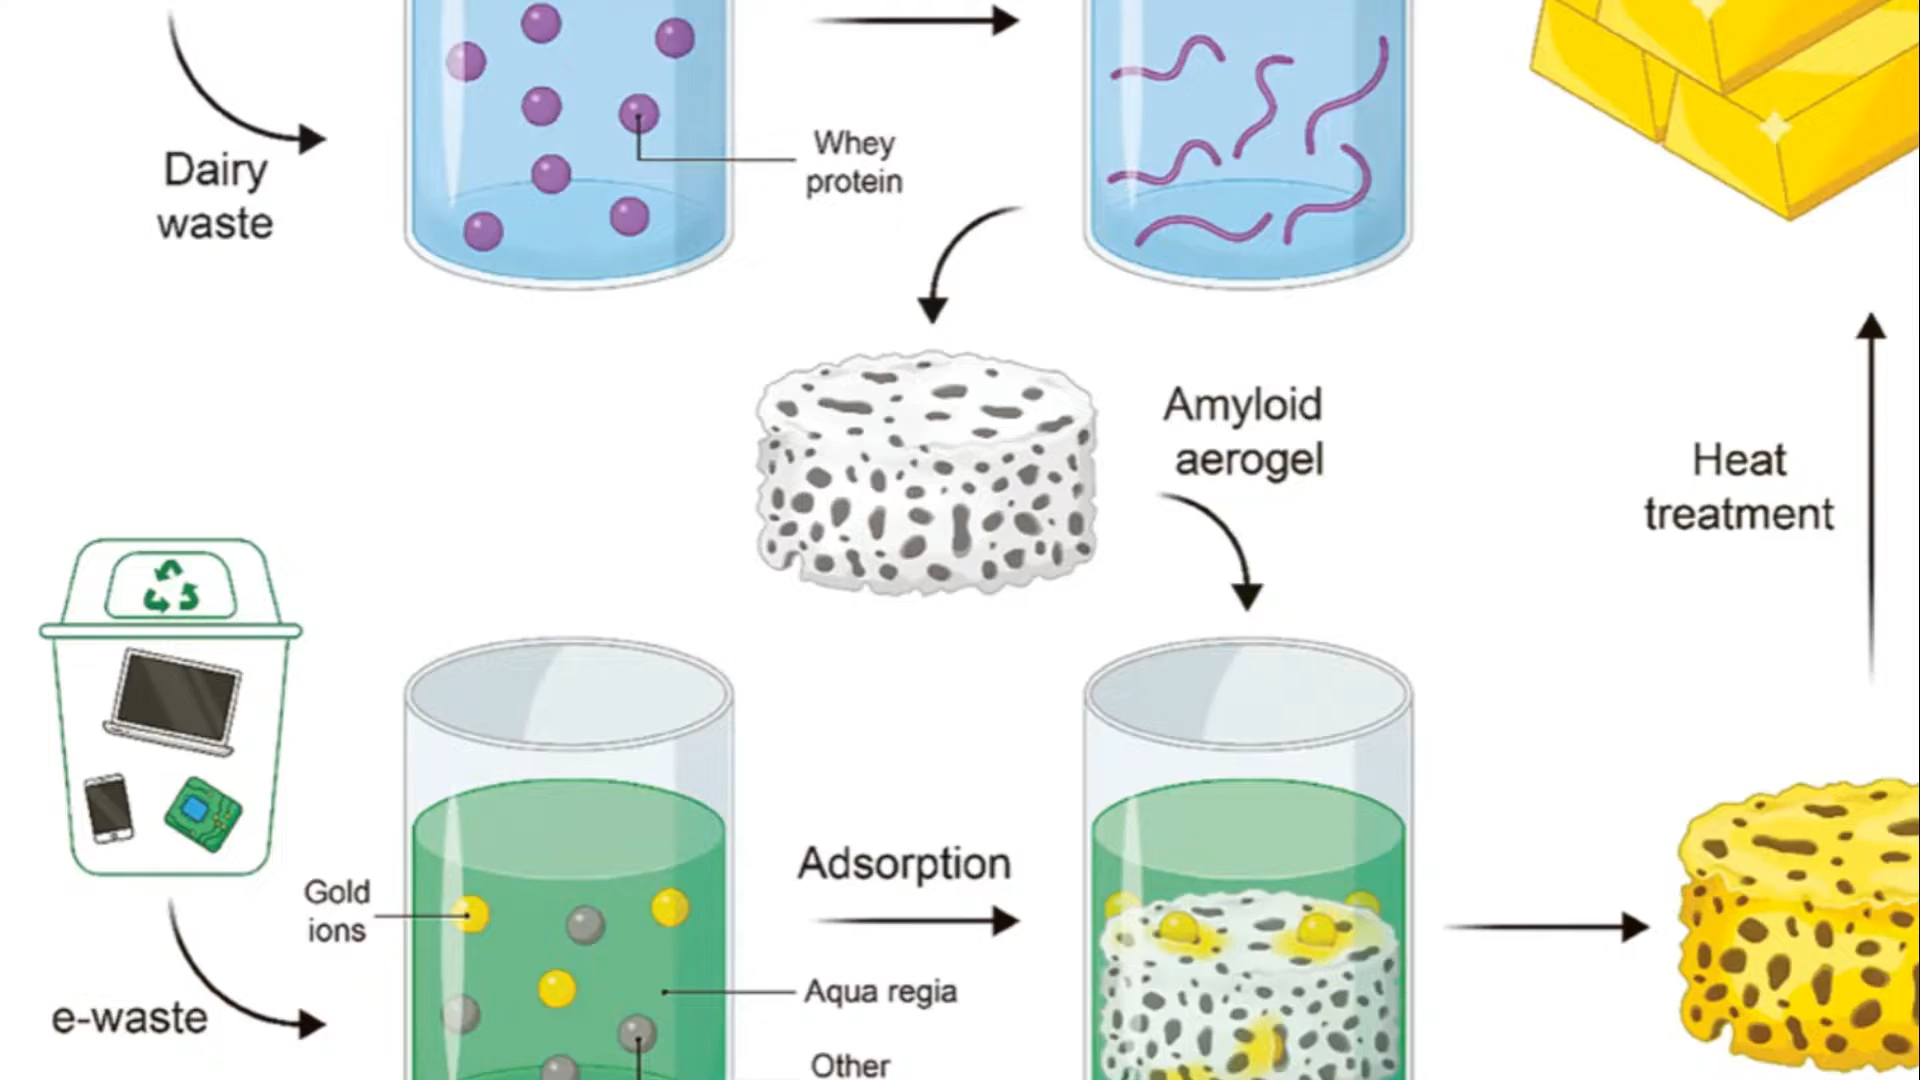 Dairy
waste
Whey
protein
Amyloid
aerogel
Heat
treatment
Gold
ions
Adsorption
Aqua regia
e-waste
Other